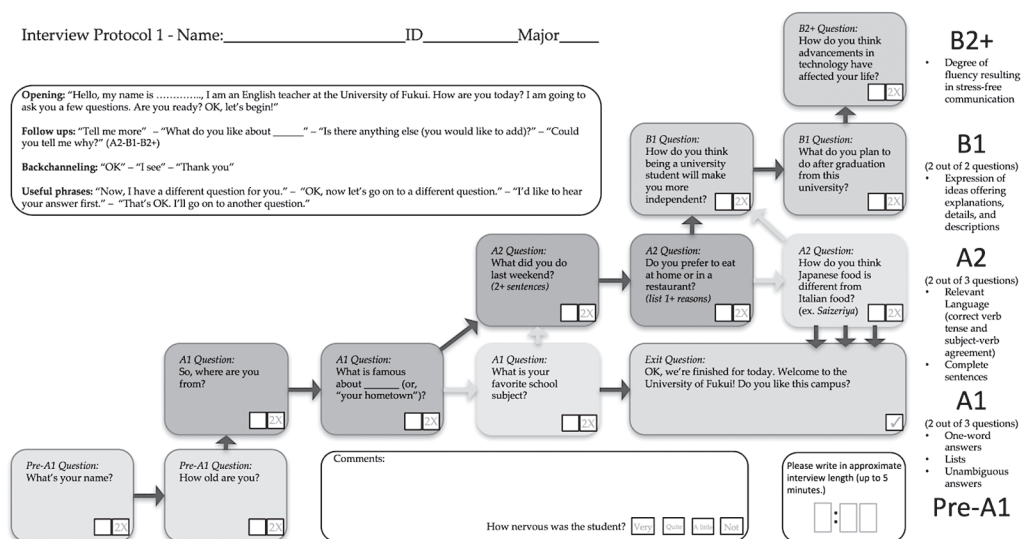 Interview Protocol 1 - Name:____________________ID__________Major_____
Opening: “Hello, my name is …………., I am an English teacher at the University of Fukui. How are you today? I am going to
ask you a few questions. Are you ready? OK, let’s begin!”
Follow ups: “Tell me more” – “What do you like about ______” – “Is there anything else (you would like to add)?” – “Could
you tell me why?” (A2-B1-B2+)
Backchanneling: “OK” – “I see” – “Thank you”
Useful phrases: “Now, I have a different question for you.” – “OK, now let’s go on to a different question.” – “I’d like to hear
your answer first.” – “That’s OK. I’ll go on to another question.”
B2+ Question:
How do you think
advancements in
technology have
affected your life?
2X
B1 Question:
How do you think
being a university
student will make
you more
independent?
2X
B1 Question:
What do you plan to
do after graduation
from this
university?
2X
A2 Question:
What did you do
last weekend?
(2+ sentences)
2X
A2 Question:
Do you prefer to eat
at home or in a
restaurant?
(list 1+ reasons)
2X
A2 Question:
How do you think
Japanese food is
different from
Italian food?
(ex. Saizeriya)
2X
A1 Question:
So, where are you
from?
2X
A1 Question:
What is famous
about ______ (or,
“your hometown”)?
2X
A1 Question:
What is your
favorite school
subject?
2X
Exit Question:
OK, we’re finished for today. Welcome to the
University of Fukui! Do you like this campus?
✓
Pre-A1 Question:
What’s your name?
2X
Pre-A1 Question:
How old are you?
2X
Comments:
How nervous was the student? Very Quite A little Not
Please write in approximate
interview length (up to 5
minutes.)
:
B2+
• Degree of
fluency resulting
in stress-free
communication
B1
(2 out of 2 questions)
• Expression of
ideas offering
explanations,
details, and
descriptions
A2
(2 out of 3 questions)
• Relevant
Language
(correct verb
tense and
subject-verb
agreement)
• Complete
sentences
A1
(2 out of 3 questions)
• One-word
answers
• Lists
• Unambiguous
answers
Pre-A1